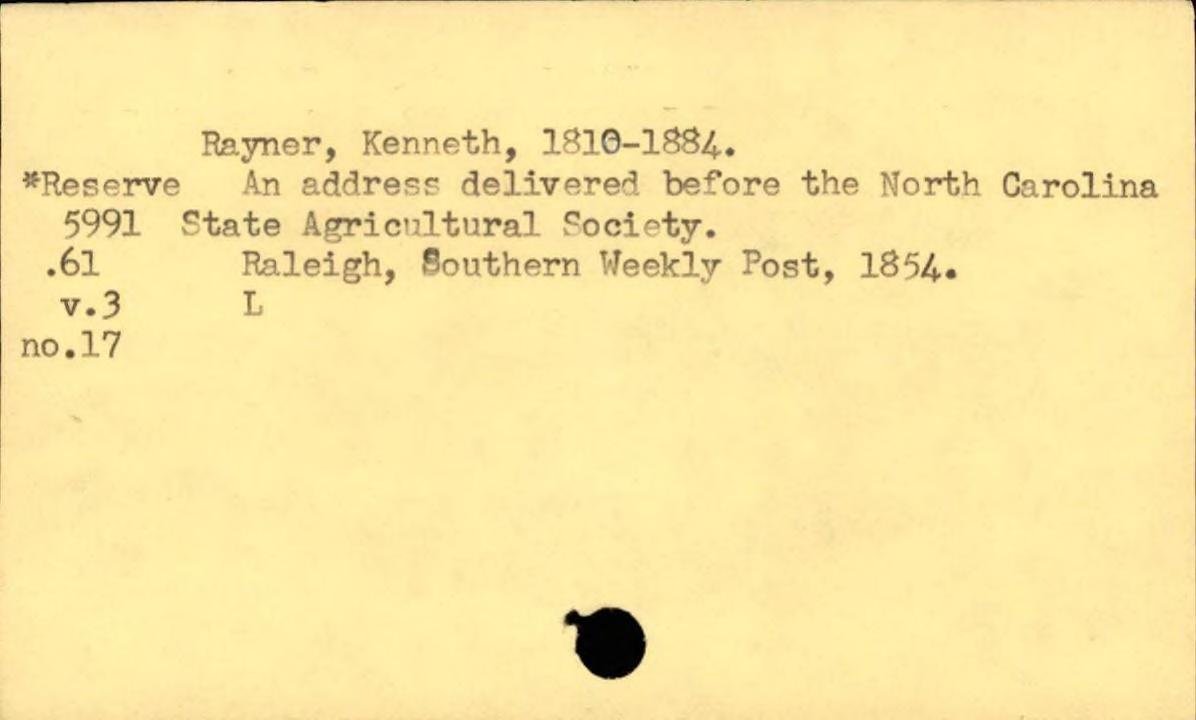 Rayner, Kenneth, 1810-1884.
*Reserve An address delivered before the North Carolina
5991 State Agricultural Society.
.61 Raleigh, Southern Weekly Post, 1854.
v.3 L
no.17